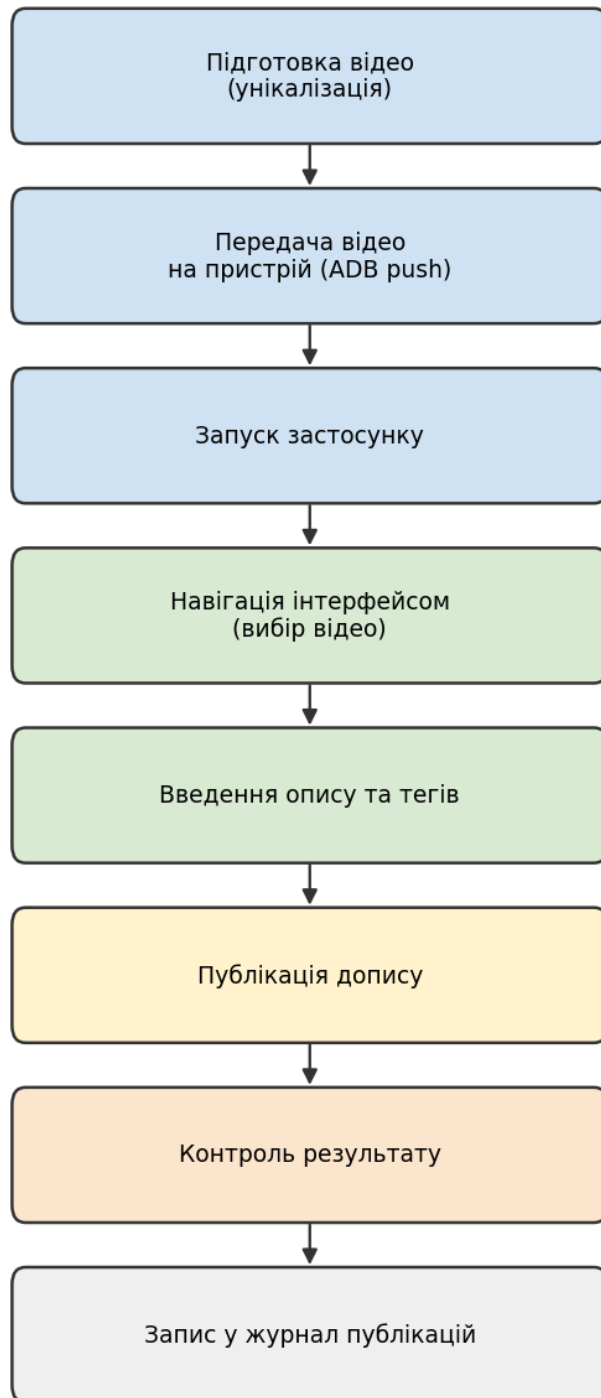 Підготовка відео
(унікалізація)
Передача відео
на пристрій (ADB push)
Запуск застосунку
Навігація інтерфейсом
(вибір відео)
Введення опису та тегів
Публікація допису
Контроль результату
Запис у журнал публікацій